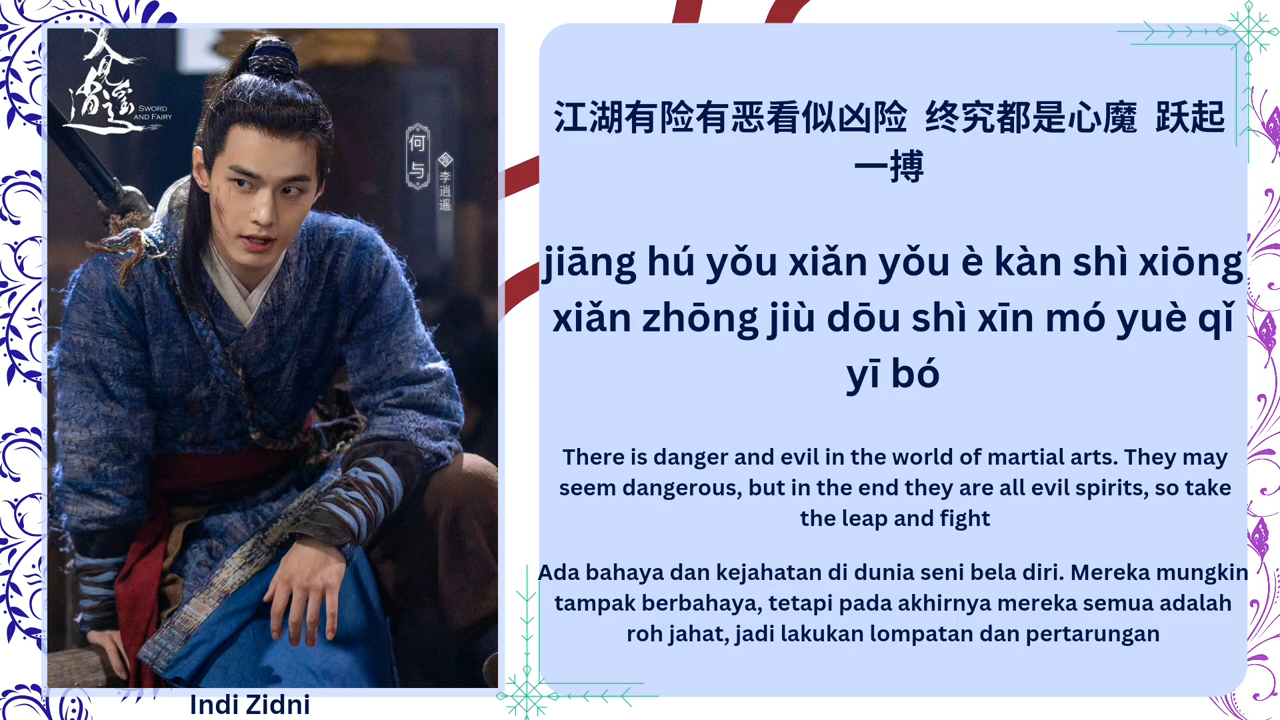 又见逍遥
SWORD
AND FAIRY
何与
饰
李逍遥
江湖有险有恶看似凶险 终究都是心魔 跃起
一搏
jiāng hú yǒu xiǎn yǒu è kàn shì xiōng
xiǎn zhōng jiù dōu shì xīn mó yuè qǐ
yī bó
There is danger and evil in the world of martial arts. They may
seem dangerous, but in the end they are all evil spirits, so take
the leap and fight
Ada bahaya dan kejahatan di dunia seni bela diri. Mereka mungkin
tampak berbahaya, tetapi pada akhirnya mereka semua adalah
roh jahat, jadi lakukan lompatan dan pertarungan
Indi Zidni